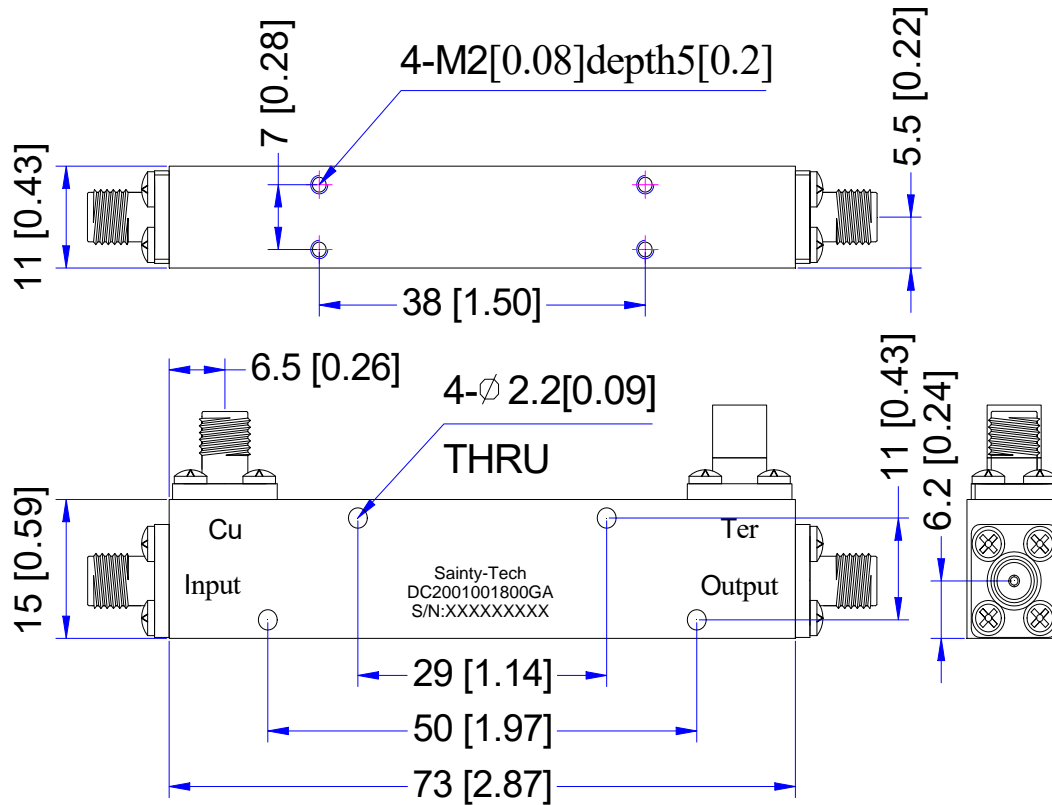 7 [0.28]
4-M2[0.08]depth5[0.2]
5.5 [0.22]
11 [0.43]
38 [1.50]
6.5 [0.26]
4-∅ 2.2[0.09]
THRU
11 [0.43]
6.2 [0.24]
15 [0.59]
Cu
Ter
Input
Output
Sainty-Tech
DC2001001800GA
S/N:XXXXXXXXX
29 [1.14]
50 [1.97]
73 [2.87]